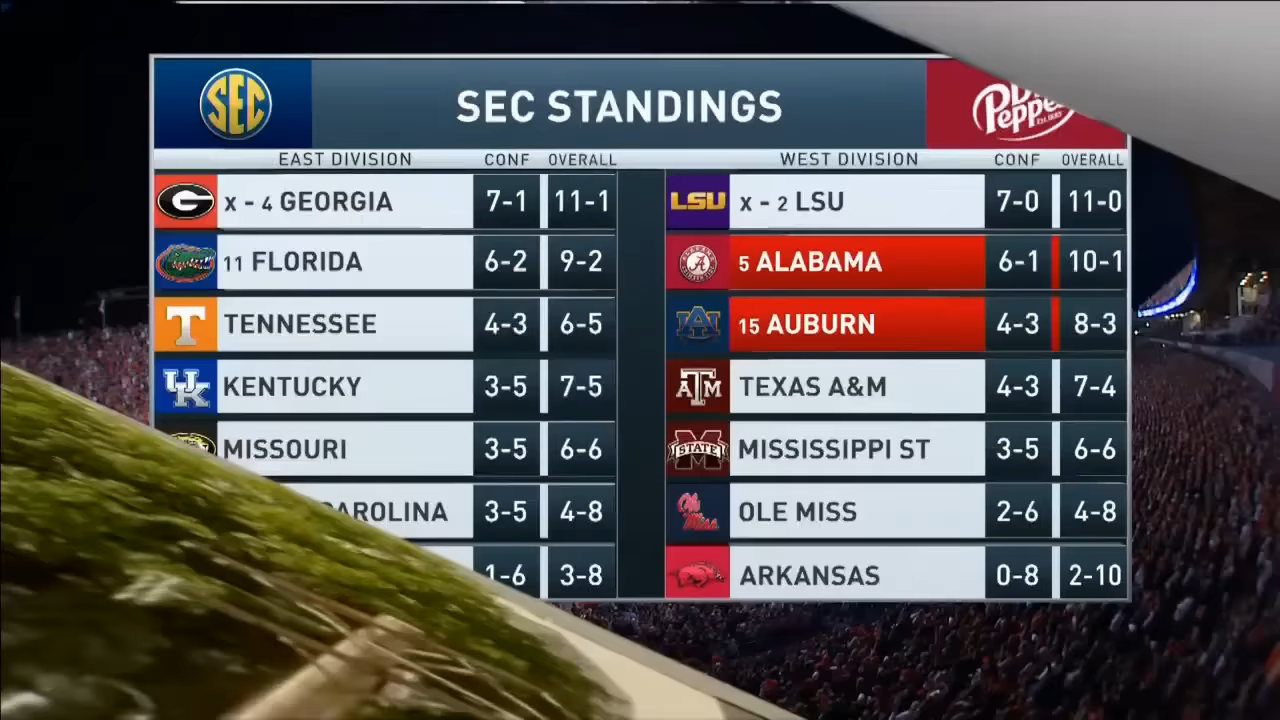 SEC
SEC STANDINGS
Dr Pepper
EAST DIVISION CONF OVERALL
x - 4 GEORGIA 7-1 11-1
11 FLORIDA 6-2 9-2
TENNESSEE 4-3 6-5
KENTUCKY 3-5 7-5
MISSOURI 3-5 6-6
CAROLINA 3-5 4-8
1-6 3-8
WEST DIVISION CONF OVERALL
LSU x - 2 LSU 7-0 11-0
5 ALABAMA 6-1 10-1
15 AUBURN 4-3 8-3
ATM TEXAS A&M 4-3 7-4
STATE MISSISSIPPI ST 3-5 6-6
Ole Miss OLE MISS 2-6 4-8
ARKANSAS 0-8 2-10